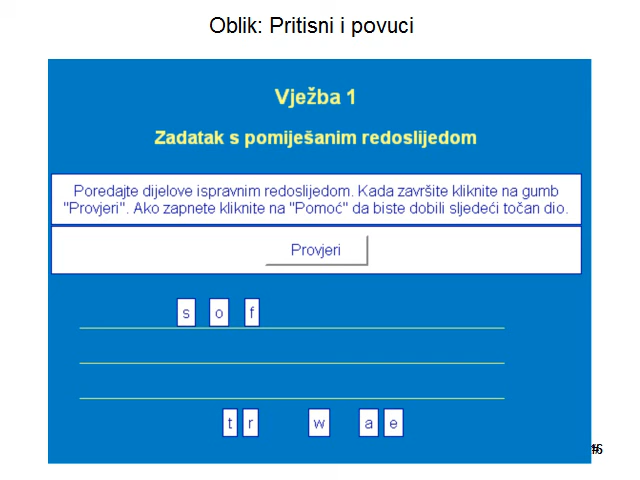 Oblik: Pritisni i povuci
Vježba 1
Zadatak s pomiješanim redoslijedom
Poredajte dijelove ispravnim redoslijedom. Kada završite kliknite na gumb
"Provjeri". Ako zapnete kliknite na "Pomoć" da biste dobili sljedeći točan dio.
Provjeri
s o f
t r w a e